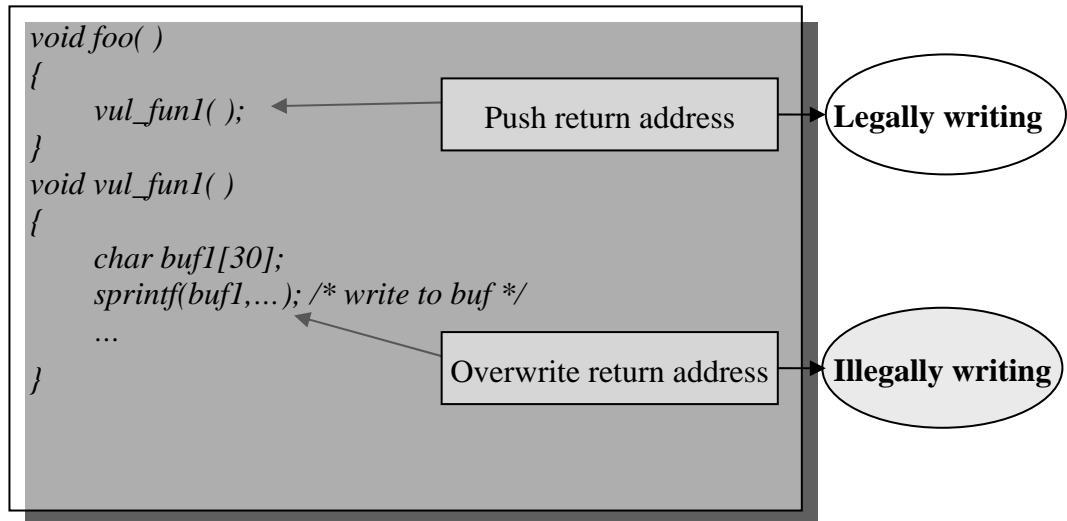 void foo( )
{
vul_fun1( );
Push return address
Legally writing
}
void vul_fun1( )
{
char buf1[30];
sprintf(buf1,…); /* write to buf */
…
Overwrite return address
Illegally writing
}